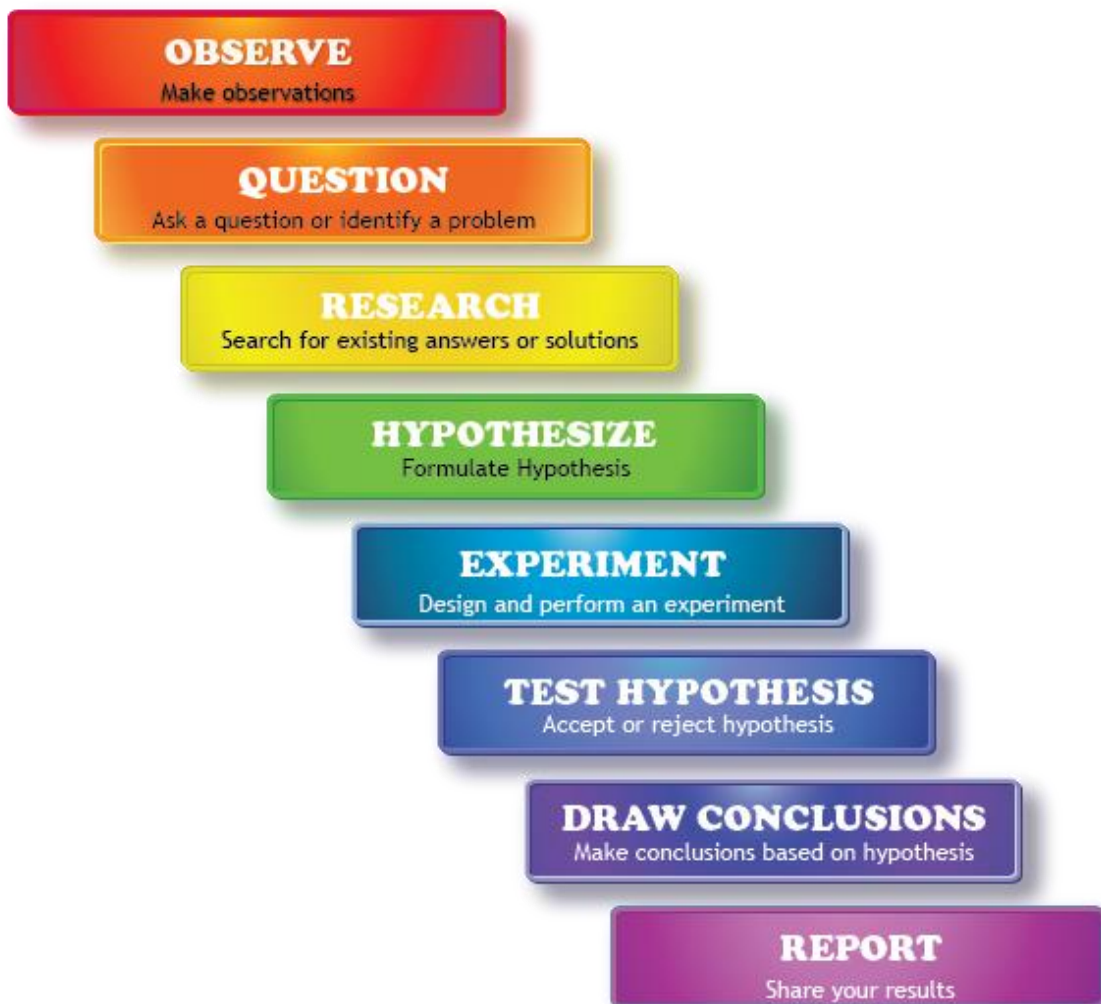 OBSERVE
Make observations
QUESTION
Ask a question or identify a problem
RESEARCH
Search for existing answers or solutions
HYPOTHESIZE
Formulate Hypothesis
EXPERIMENT
Design and perform an experiment
TEST HYPOTHESIS
Accept or reject hypothesis
DRAW CONCLUSIONS
Make conclusions based on hypothesis
REPORT
Share your results